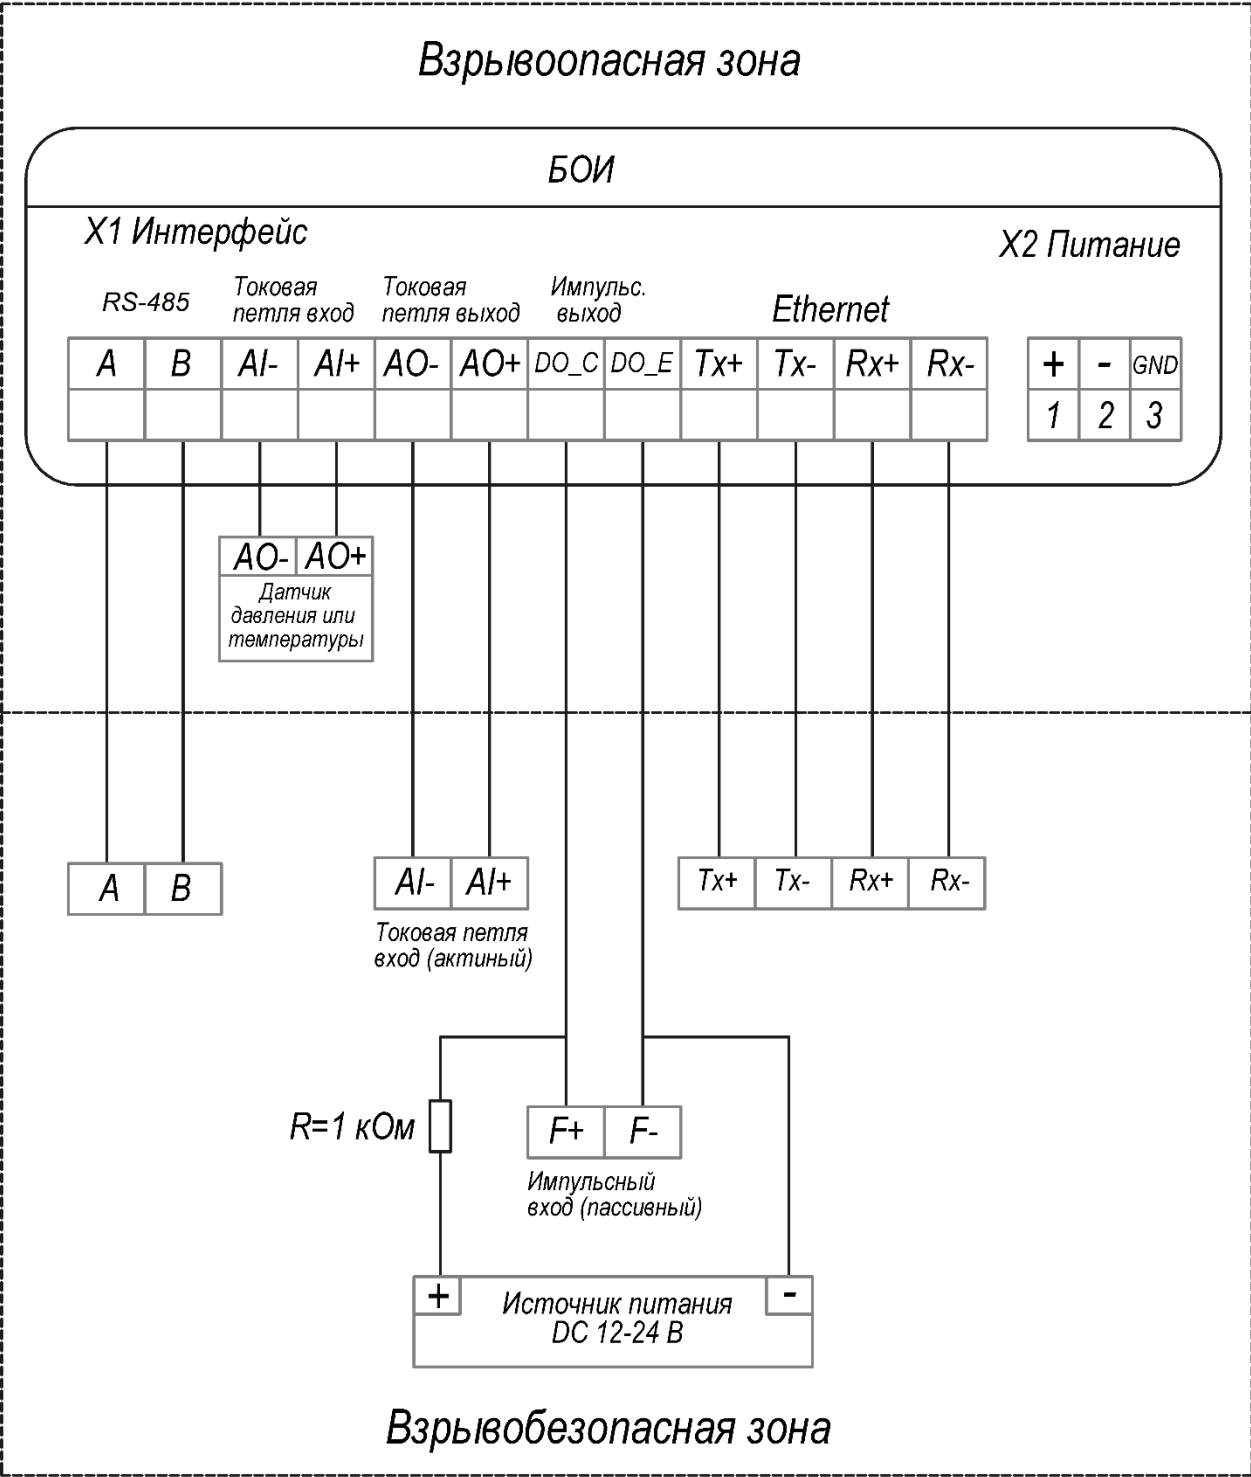 Взрывоопасная зона
БОИ
X1 Интерфейс
X2 Питание
RS-485
Токовая
петля вход
Токовая
петля выход
Импульс.
выход
Ethernet
A B AI- AI+ AO- AO+ DO_C DO_E Tx+ Tx- Rx+ Rx-
+ - GND
1 2 3
AO- AO+
Датчик
давления или
температуры
A B
AI- AI+
Токовая петля
вход (актиный)
Tx+ Tx- Rx+ Rx-
R=1 кОм
F+ F-
Импульсный
вход (пассивный)
+ -
Источник питания
DC 12-24 В
Взрывобезопасная зона